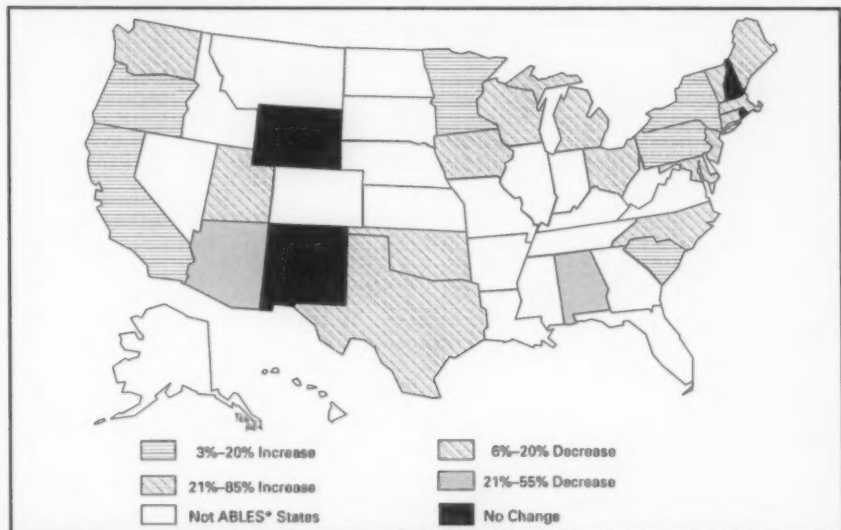 3%–20% Increase
6%–20% Decrease
21%–85% Increase
21%–55% Decrease
Not ABLES* States
No Change